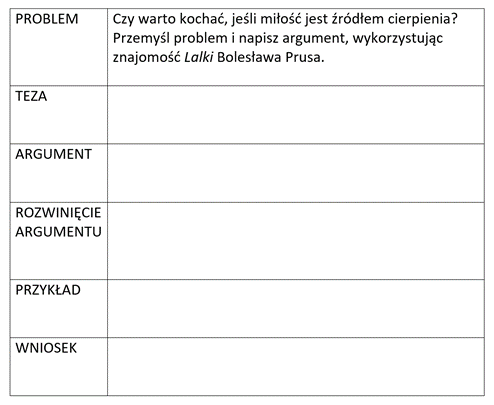 PROBLEM
Czy warto kochać, jeśli miłość jest źródłem cierpienia?
Przemyśl problem i napisz argument, wykorzystując
znajomość Lalki Bolesława Prusa.
TEZA
ARGUMENT
ROZWINIĘCIE
ARGUMENTU
PRZYKŁAD
WNIOSEK